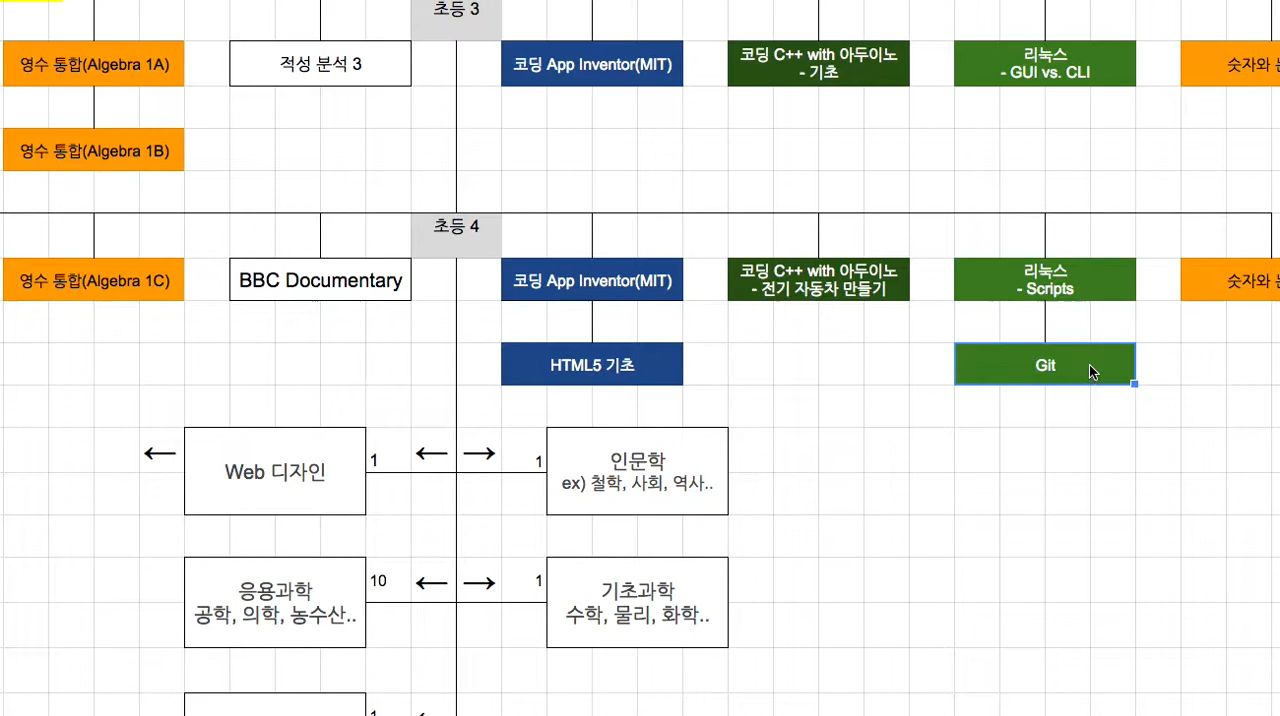 초등 3
영수 통합(Algebra 1A)
적성 분석 3
코딩 App Inventor(MIT)
코딩 C++ with 아두이노
- 기초
리눅스
- GUI vs. CLI
숫자와
영수 통합(Algebra 1B)
초등 4
영수 통합(Algebra 1C)
BBC Documentary
코딩 App Inventor(MIT)
코딩 C++ with 아두이노
- 전기 자동차 만들기
리눅스
- Scripts
숫자와
HTML5 기초
Git
← Web 디자인 1 ← → 1 인문학
ex) 철학, 사회, 역사..
응용과학
공학, 의학, 농수산..
10 ← → 1
기초과학
수학, 물리, 화학..
1